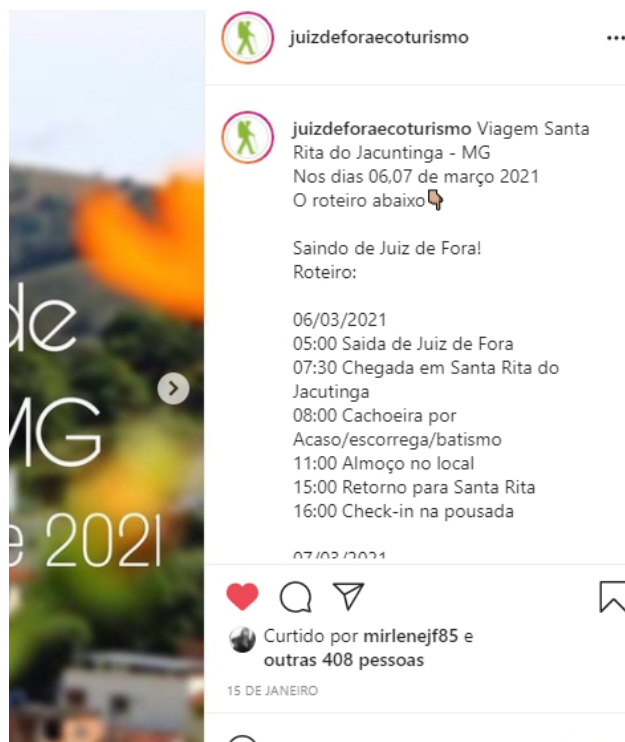 juizdeforaecoturismo
juizdeforaecoturismo Viagem Santa
Rita do Jacuntinga - MG
Nos dias 06,07 de março 2021
O roteiro abaixo👇🏽
Saindo de Juiz de Fora!
Roteiro:
06/03/2021
05:00 Saida de Juiz de Fora
07:30 Chegada em Santa Rita do
Jacutinga
08:00 Cachoeira por
Acaso/escorrega/batismo
11:00 Almoço no local
15:00 Retorno para Santa Rita
16:00 Check-in na pousada
07/03/2021
Curtido por mirlenejf85 e
outras 408 pessoas
15 DE JANEIRO
de
MG
e 2021